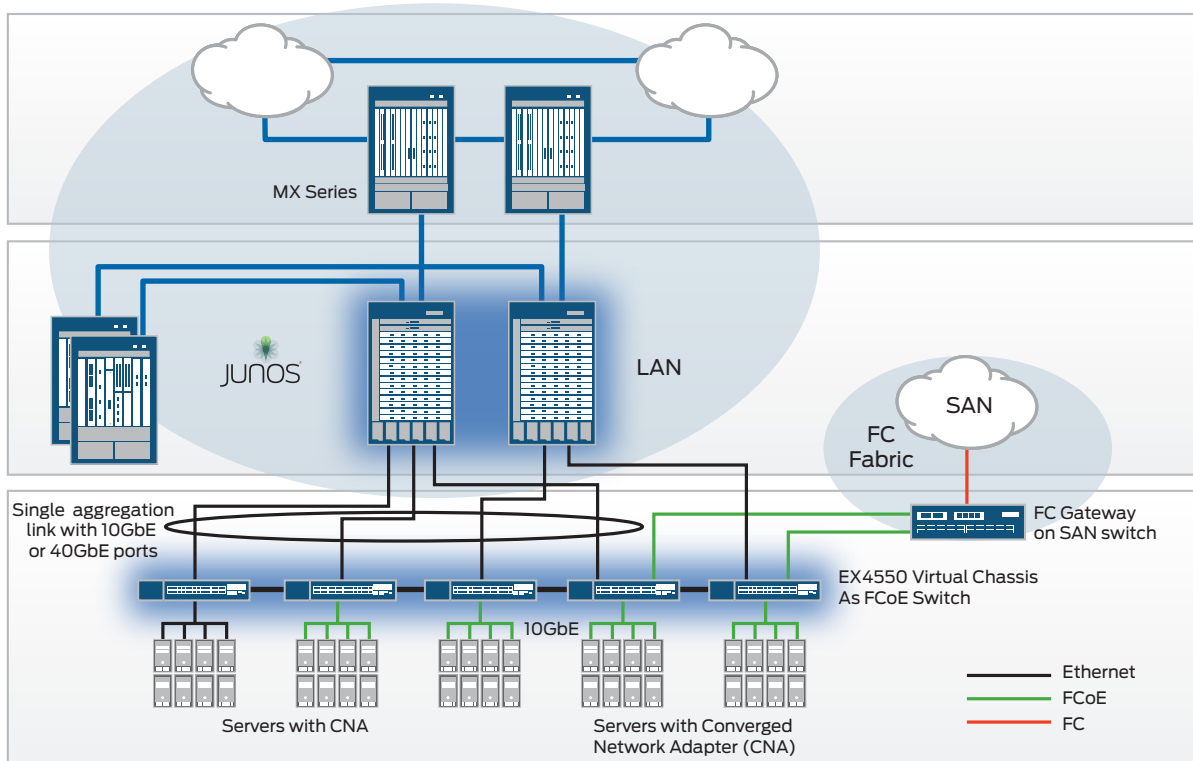 MX Series
JUNOS
LAN
SAN
FC
Fabric
Single aggregation
link with 10GbE
or 40GbE ports
FC Gateway
on SAN switch
EX4550 Virtual Chassis
As FCoE Switch
10GbE
Servers with CNA
Servers with Converged
Network Adapter (CNA)
Ethernet
FCoE
FC